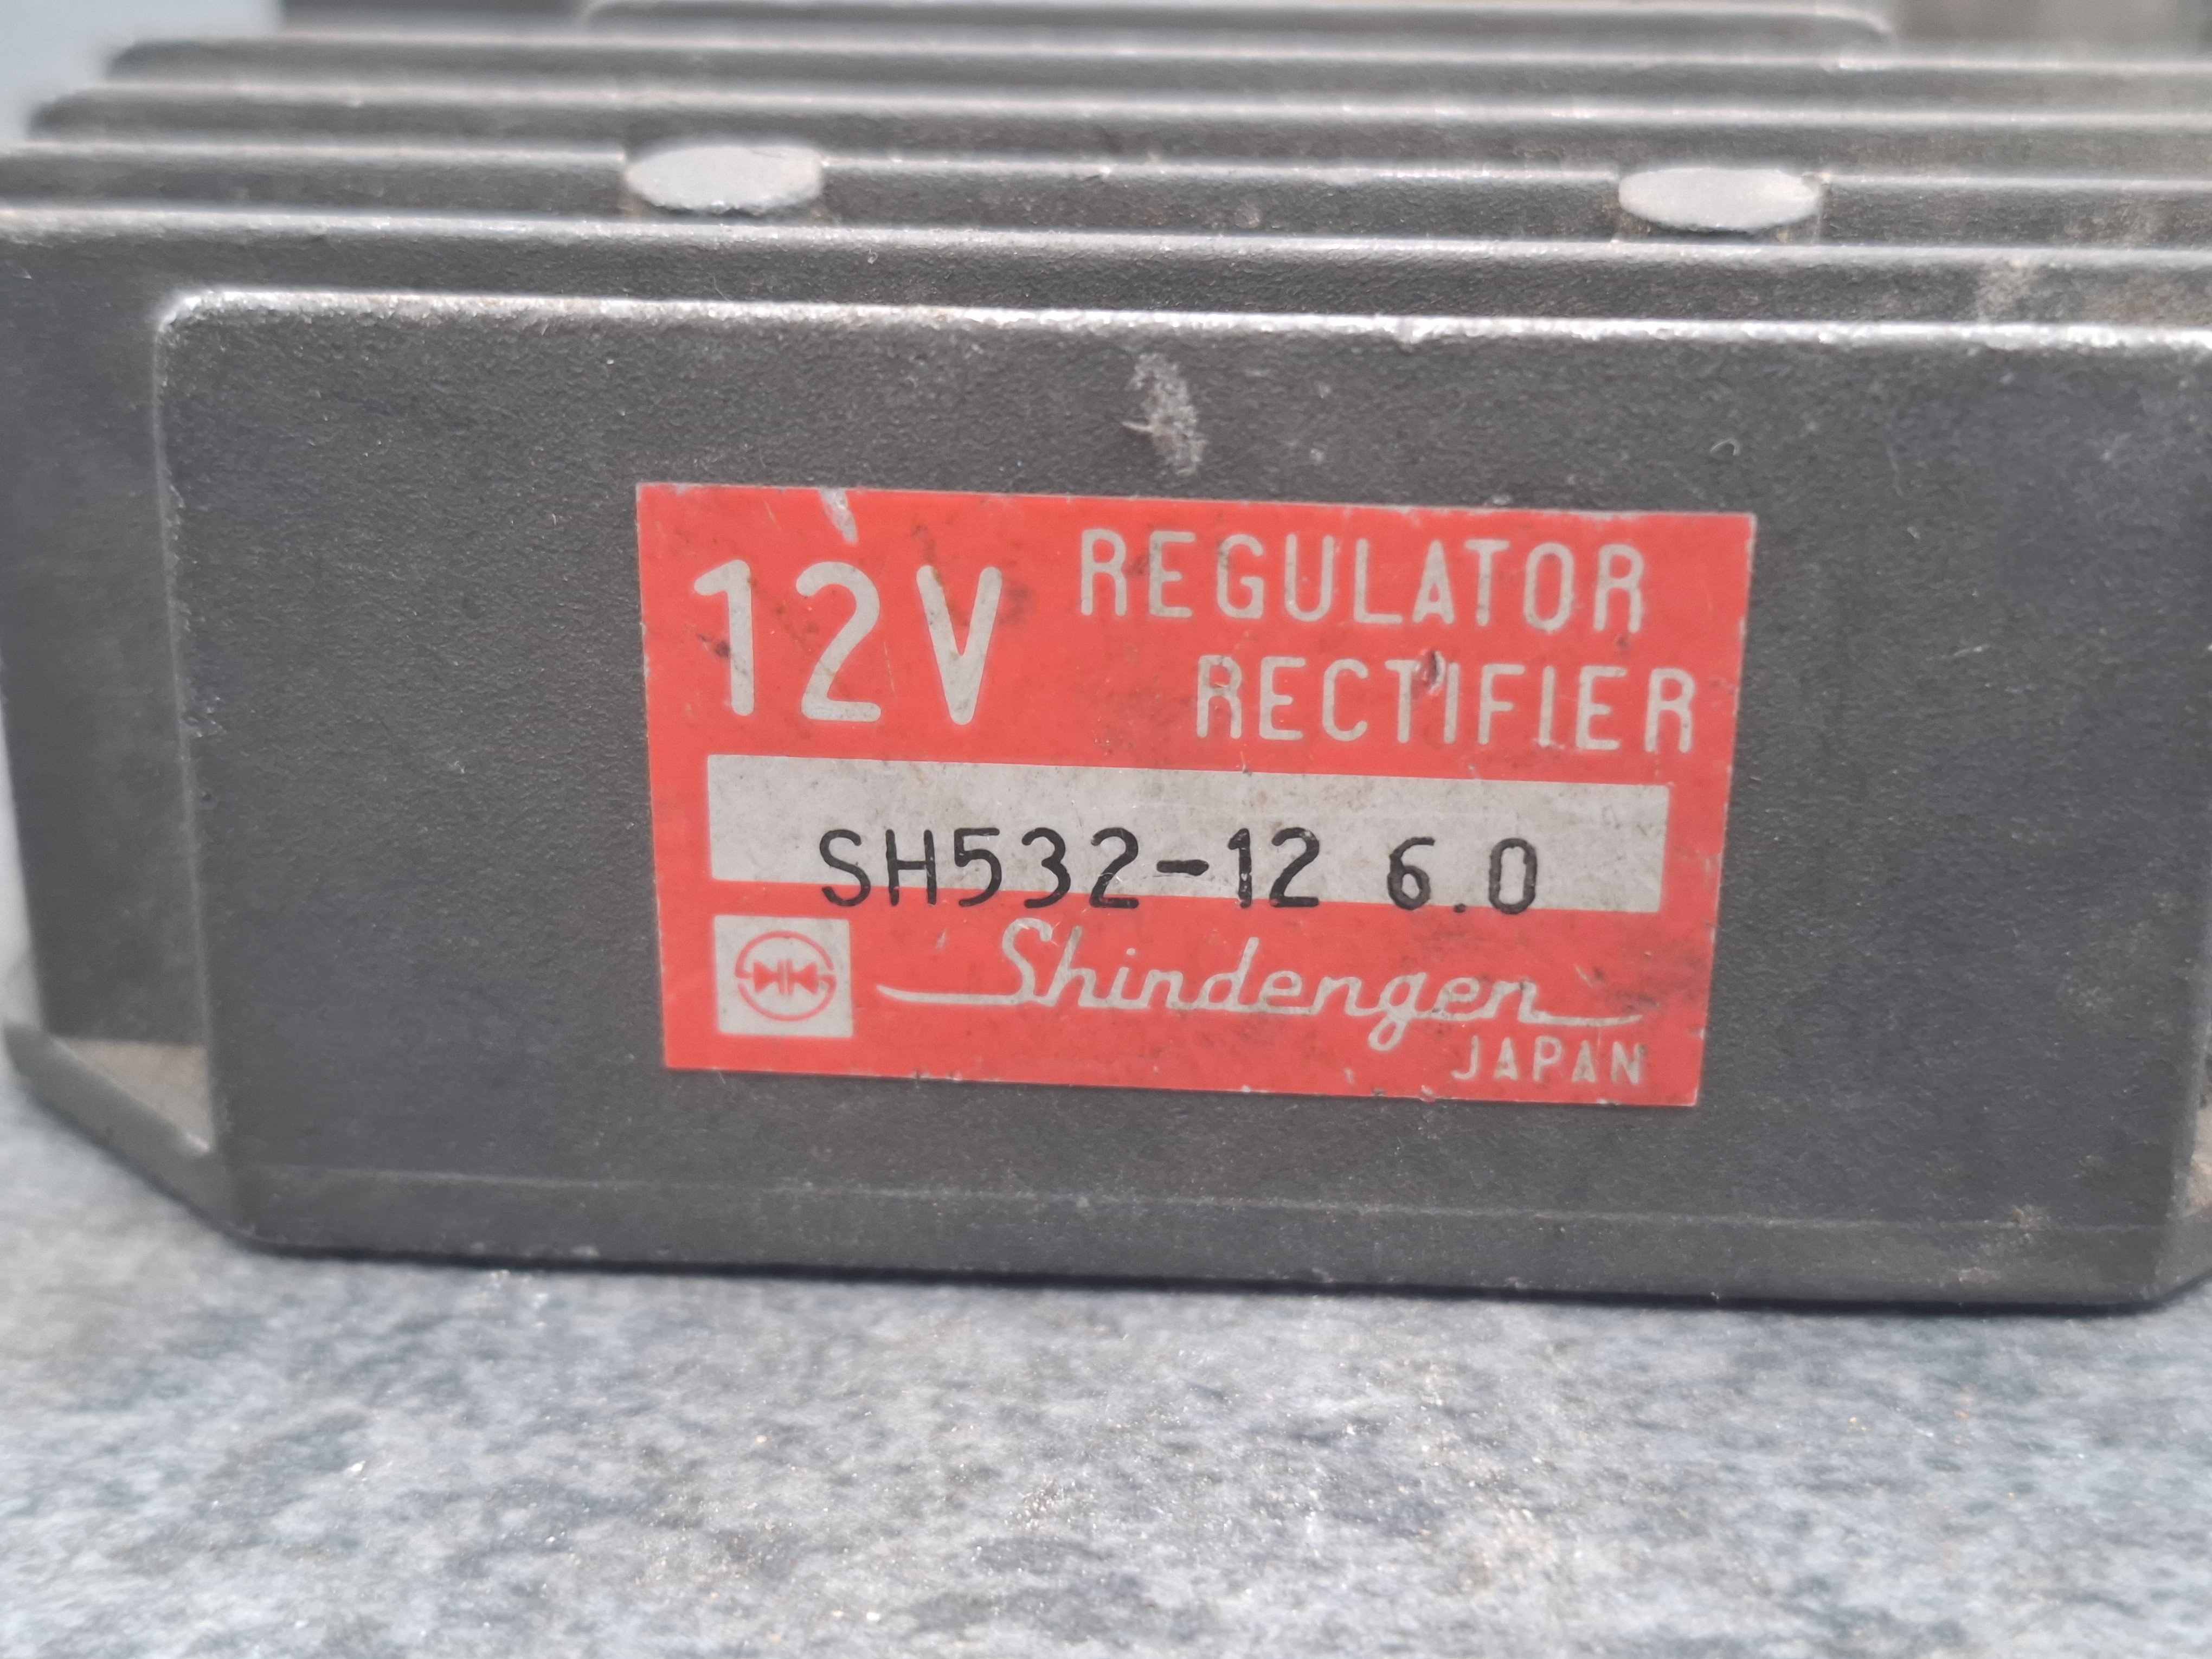 12V REGULATOR
RECTIFIER
SH532-12 6.0
Shindengen
JAPAN